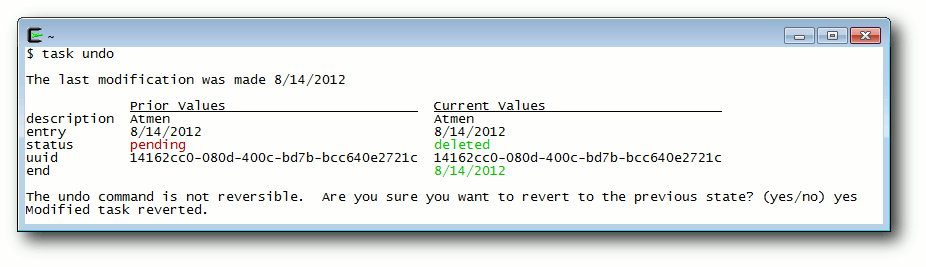 ~
$ task undo
The last modification was made 8/14/2012
Prior Values Current Values
description Atmen Atmen
entry 8/14/2012 8/14/2012
status pending deleted
uuid 14162cc0-080d-400c-bd7b-bcc640e2721c 14162cc0-080d-400c-bd7b-bcc640e2721c
end 8/14/2012
The undo command is not reversible.  Are you sure you want to revert to the previous state? (yes/no) yes
Modified task reverted.